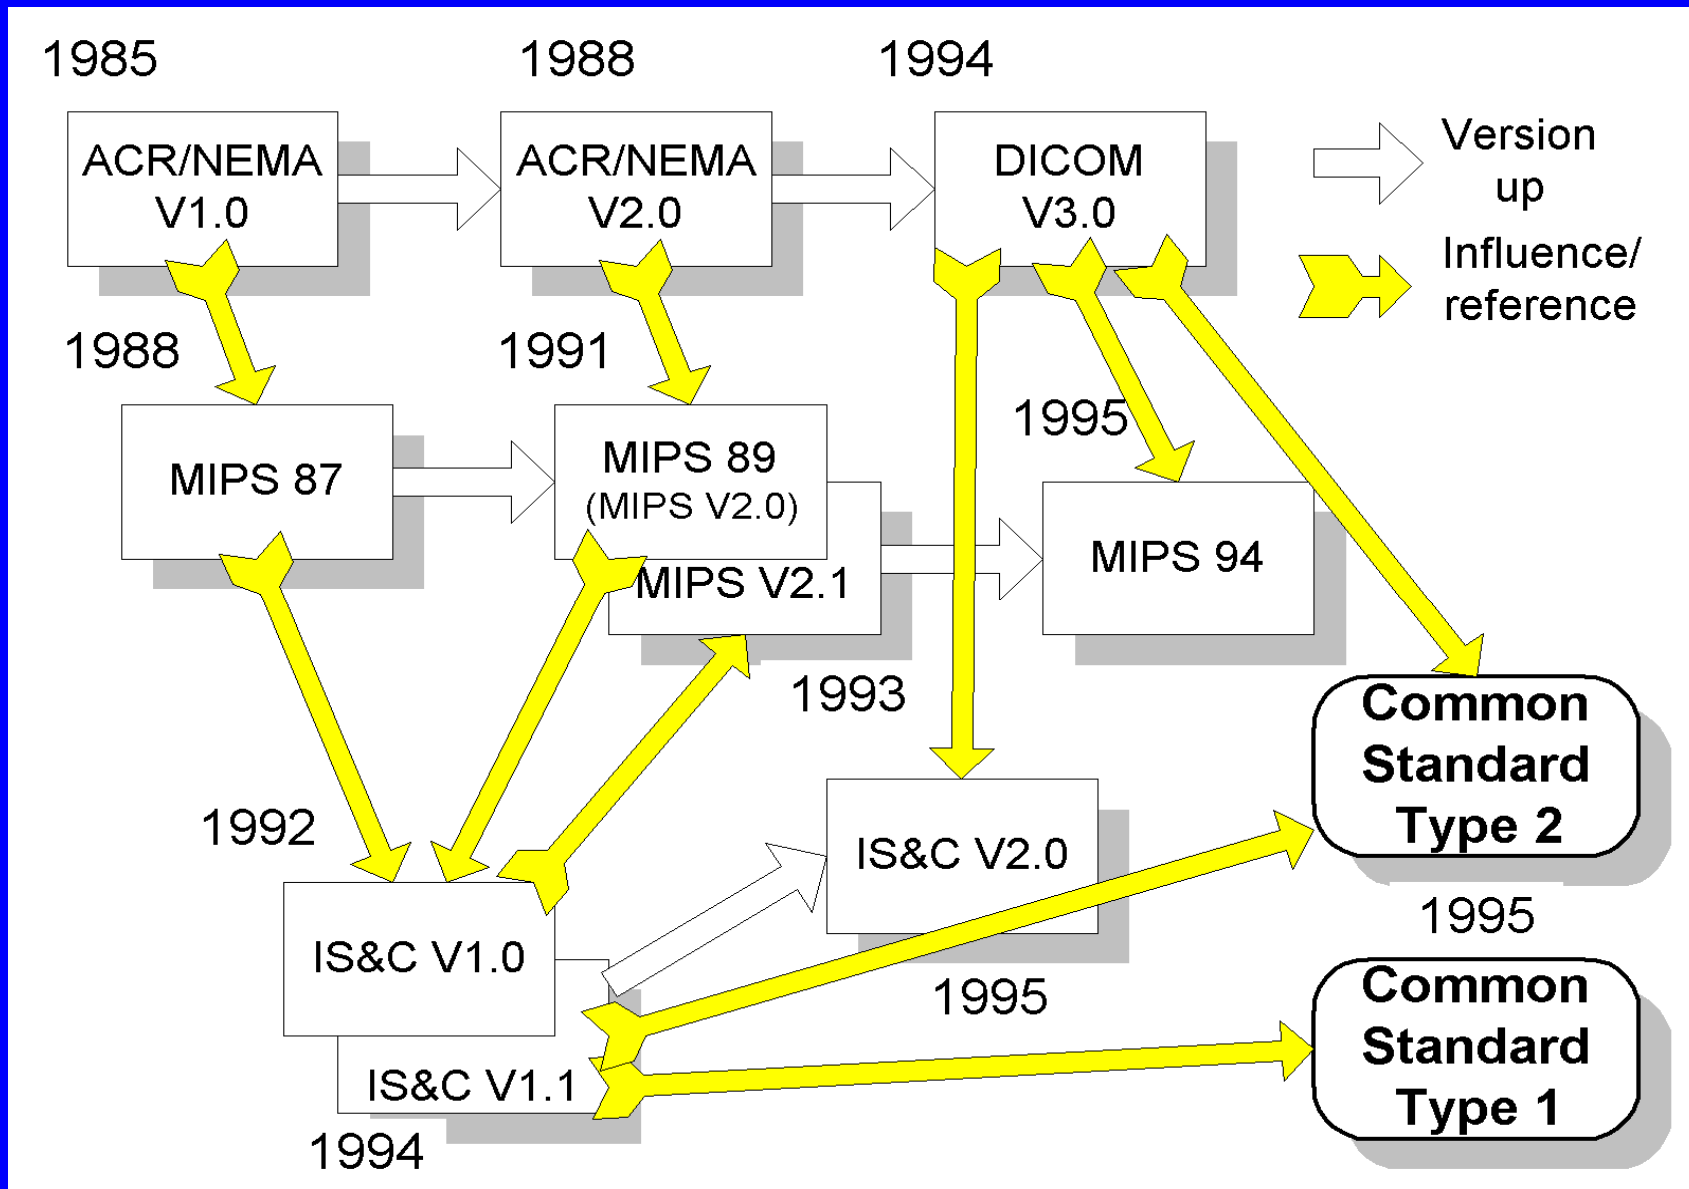 1985
1988
1994
ACR/NEMA
V1.0
ACR/NEMA
V2.0
DICOM
V3.0
Version
up
Influence/
reference
1988
1991
1995
MIPS 87
MIPS 89
(MIPS V2.0)
MIPS V2.1
MIPS 94
1993
1992
Common
Standard
Type 2
IS&C V2.0
1995
IS&C V1.0
1995
IS&C V1.1
Common
Standard
Type 1
1994